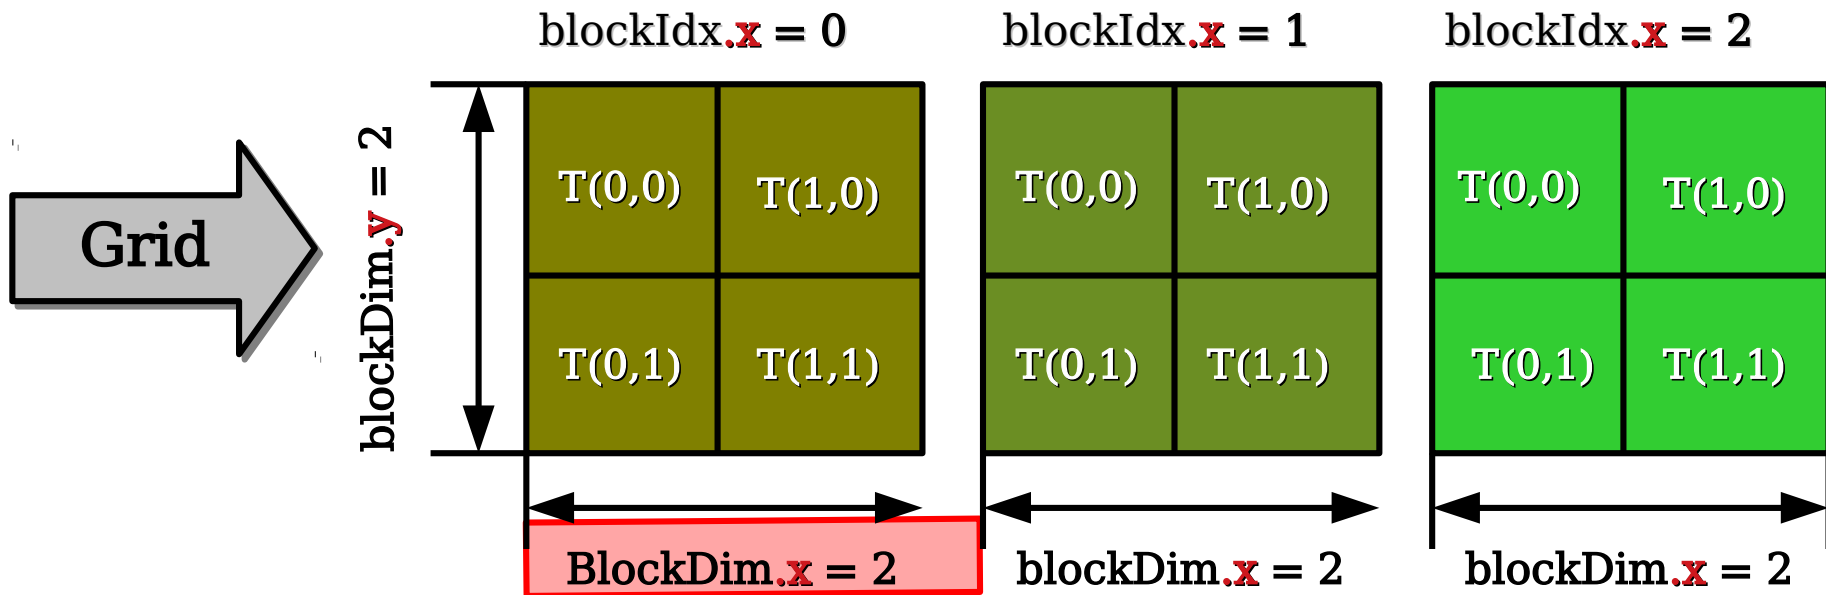 blockIdx.x = 0
blockIdx.x = 1
blockIdx.x = 2
Grid
blockDim.y = 2
T(0,0)
T(1,0)
T(0,1)
T(1,1)
T(0,0)
T(1,0)
T(0,1)
T(1,1)
T(0,0)
T(1,0)
T(0,1)
T(1,1)
BlockDim.x = 2
blockDim.x = 2
blockDim.x = 2